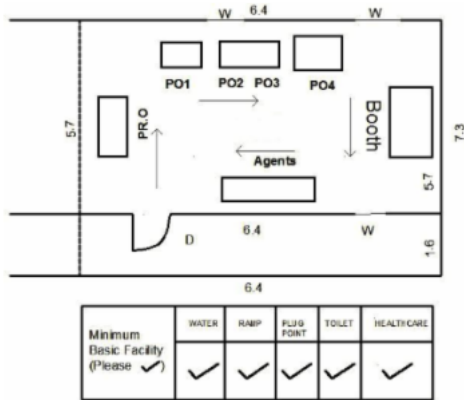 W 6.4 W
PO1 PO2 PO3 PO4
5-7
PR.O
Booth
7.3
Agents
5-7
D 6.4 W
1.6
6.4
Minimum
Basic Facility
(Please ✓)
WATER RAMP PLUG POINT TOILET HEALTHCARE
✓ ✓ ✓ ✓ ✓